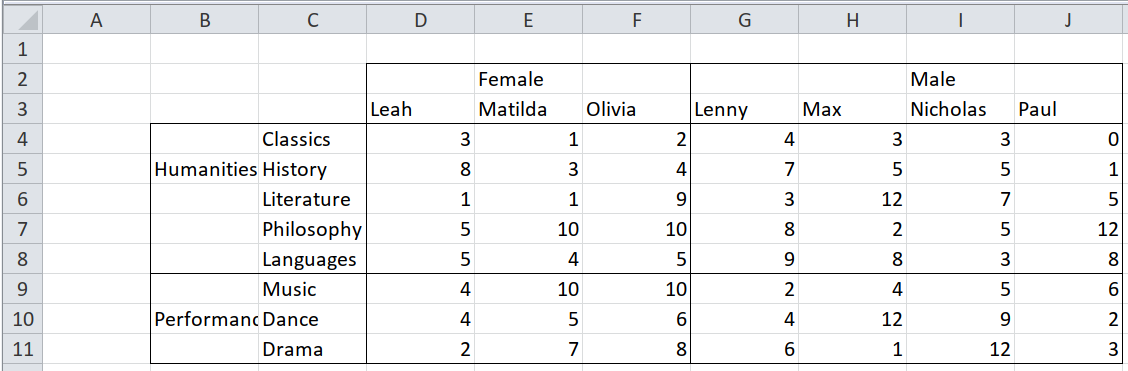 A B C D E F G H I J
1
2 Female Male
3 Leah Matilda Olivia Lenny Max Nicholas Paul
4 Classics 3 1 2 4 3 3 0
5 Humanities History 8 3 4 7 5 5 1
6 Literature 1 1 9 3 12 7 5
7 Philosophy 5 10 10 8 2 5 12
8 Languages 5 4 5 9 8 3 8
9 Music 4 10 10 2 4 5 6
10 Performanc Dance 4 5 6 4 12 9 2
11 Drama 2 7 8 6 1 12 3